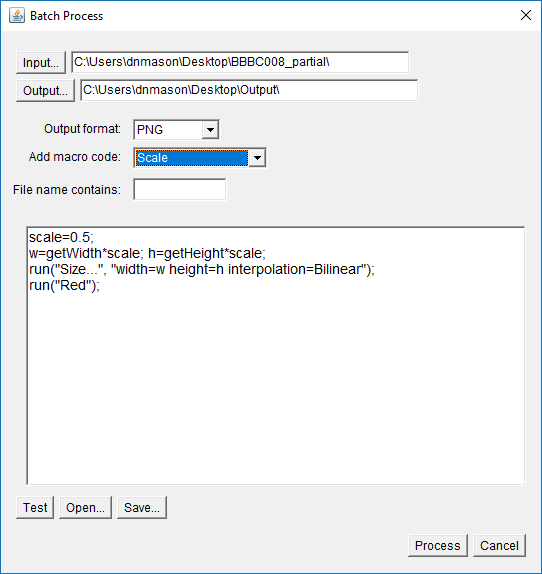 Batch Process
Input... C:\Users\dnmason\Desktop\BBBC008_partial\
Output... C:\Users\dnmason\Desktop\Output\
Output format: PNG
Add macro code: Scale
File name contains:
scale=0.5;
w=getWidth*scale; h=getHeight*scale;
run("Size...", "width=w height=h interpolation=Bilinear");
run("Red");
Test Open... Save...
Process Cancel